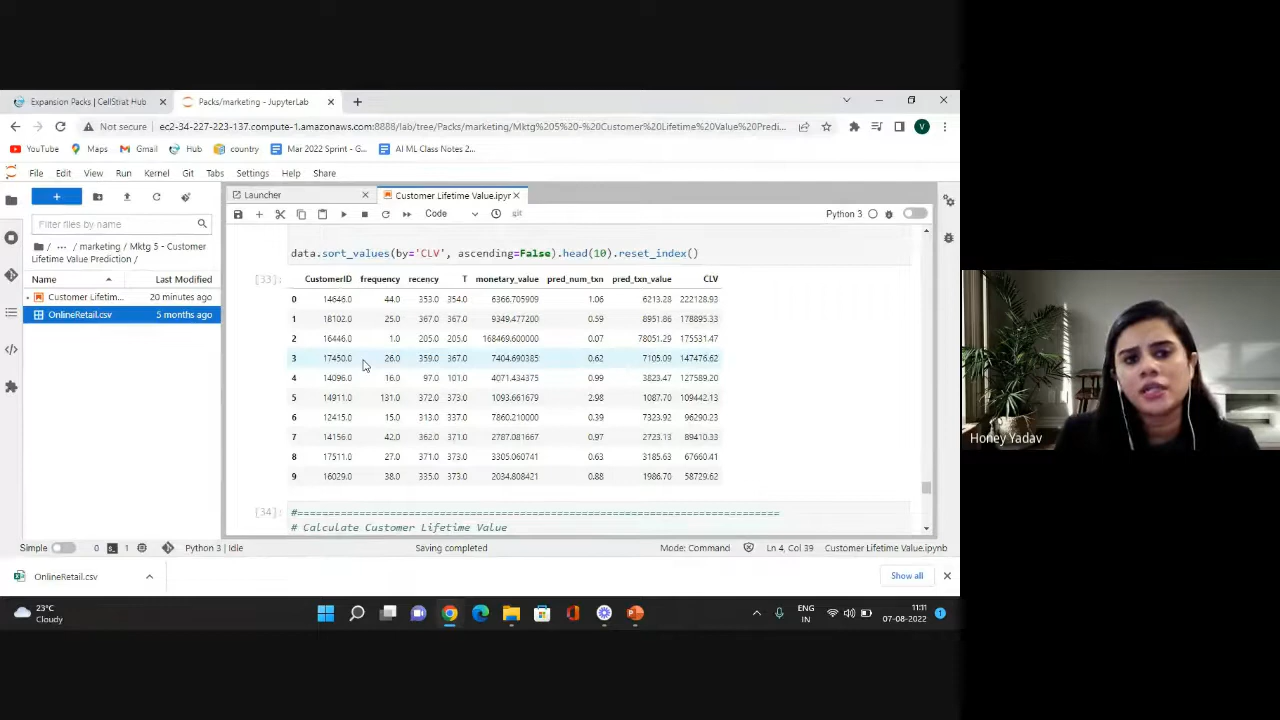 Expansion Packs | CellStrat Hub
Packs/marketing - JupyterLab
Not secure
ec2-34-227-223-137.compute-1.amazonaws.com:8888/lab/tree/Packs/marketing/Mktg%205%20-%20Customer%20Lifetime%20Value%20Predi...
V
YouTube Maps Gmail Hub country Mar 2022 Sprint - G... AI ML Class Notes 2...
File Edit View Run Kernel Git Tabs Settings Help Share
Launcher
Customer Lifetime Value.ipyr
Code
git
Python 3
Filter files by name
/ ... / marketing / Mktg 5 - Customer
Lifetime Value Prediction /
Name Last Modified
Customer Lifetim... 20 minutes ago
OnlineRetail.csv 5 months ago
data.sort_values(by='CLV', ascending=False).head(10).reset_index()
[33]: CustomerID frequency recency T monetary_value pred_num_txn pred_txn_value CLV
0 14646.0 44.0 353.0 354.0 6366.705909 1.06 6213.28 222128.93
1 18102.0 25.0 367.0 367.0 9349.477200 0.59 8951.86 178895.33
2 16446.0 1.0 205.0 205.0 168469.600000 0.07 78051.29 175531.47
3 17450.0 26.0 359.0 367.0 7404.690385 0.62 7105.09 147476.62
4 14096.0 16.0 97.0 101.0 4071.434375 0.99 3823.47 127589.20
5 14911.0 131.0 372.0 373.0 1093.661679 2.98 1087.70 109442.13
6 12415.0 15.0 313.0 337.0 7860.210000 0.39 7323.92 96290.23
7 14156.0 42.0 362.0 371.0 2787.081667 0.97 2723.13 89410.33
8 17511.0 27.0 371.0 373.0 3305.060741 0.63 3185.63 67660.41
9 16029.0 38.0 335.0 373.0 2034.808421 0.88 1986.70 58729.62
[34]: #==========================================================================
# Calculate Customer Lifetime Value
Simple 0 1 Python 3 | Idle Saving completed Mode: Command Ln 4, Col 39 Customer Lifetime Value.ipynb
OnlineRetail.csv
Show all
23°C
Cloudy
ENG
IN
11:11
07-08-2022
1
Honey Yadav